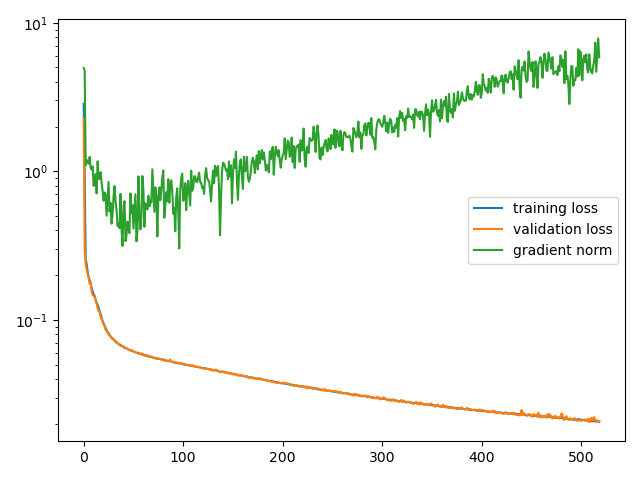 10¹
10⁰
10⁻¹
training loss
validation loss
gradient norm
0 100 200 300 400 500